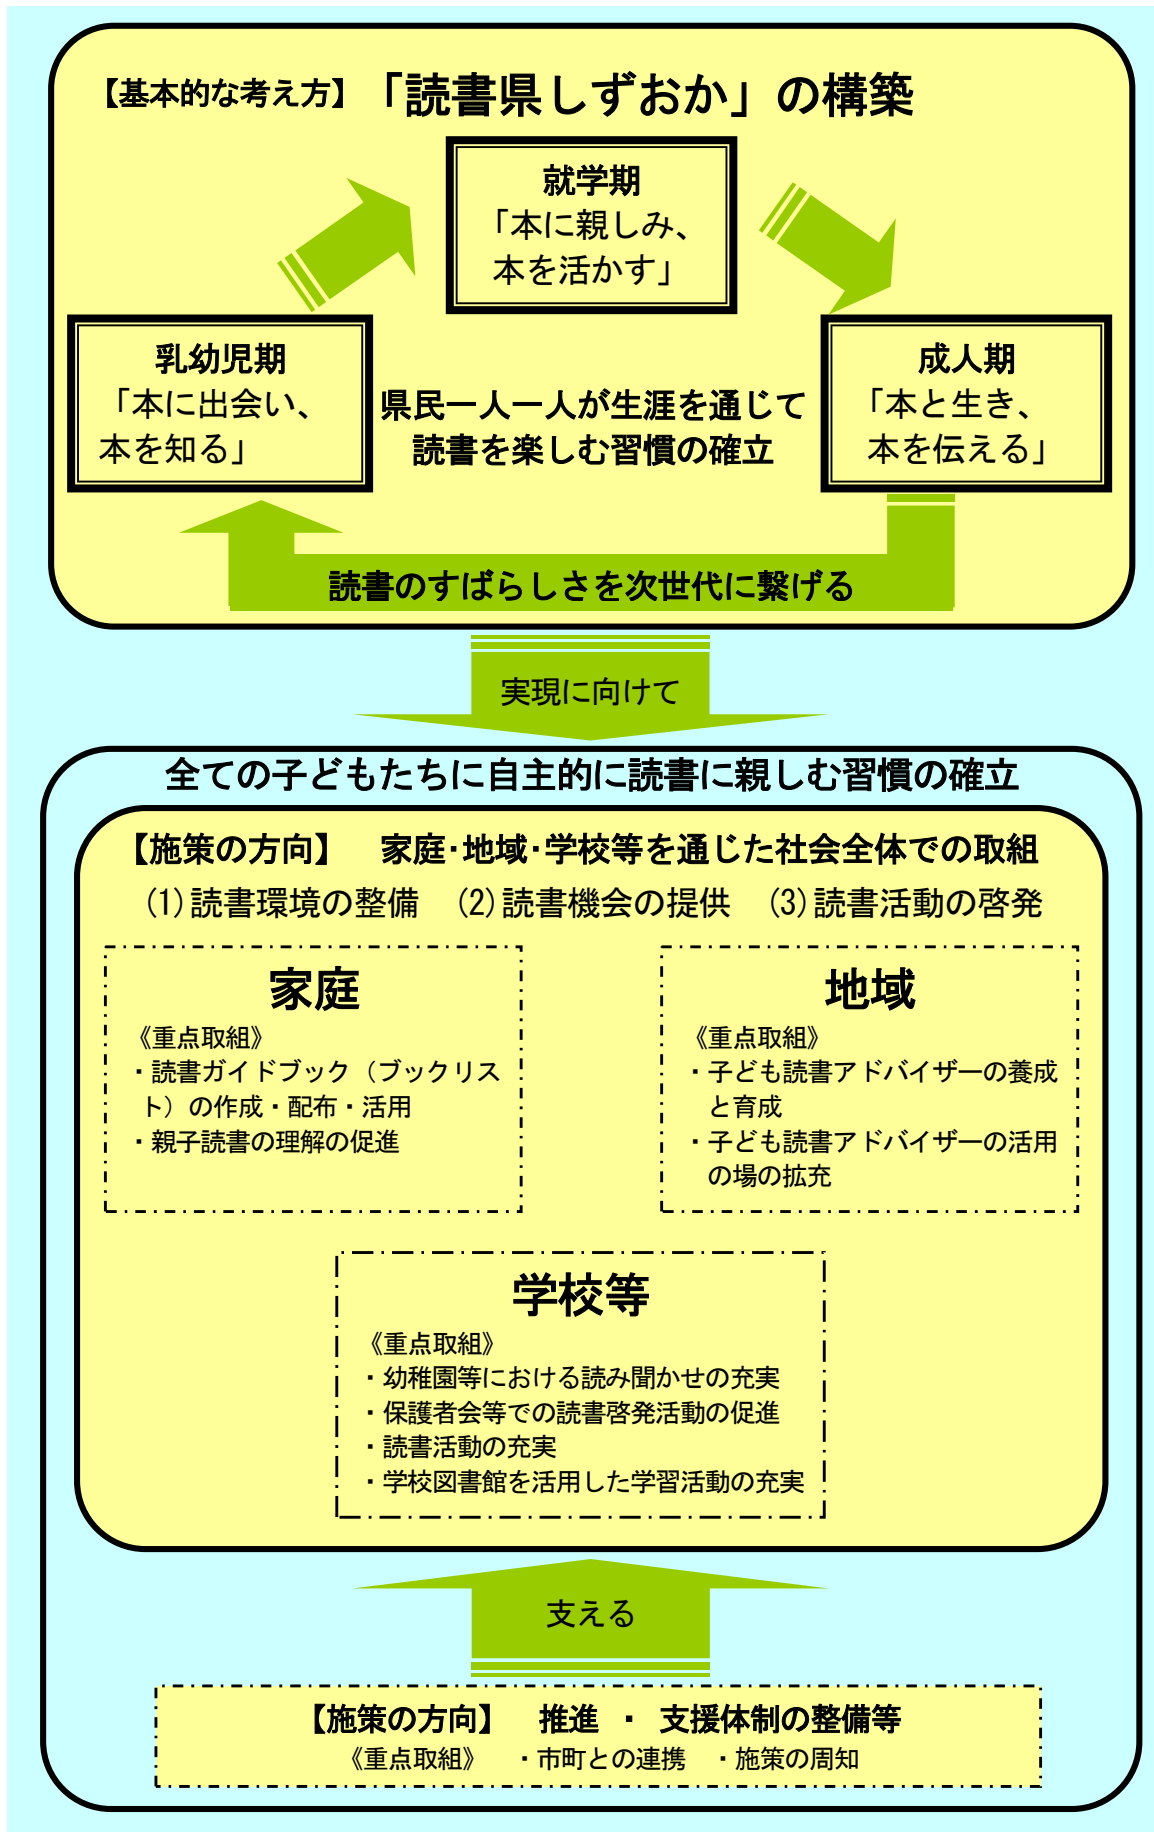 【基本的な考え方】「読書県しずおか」の構築
就学期
「本に親しみ、
本を活かす」
乳幼児期
「本に出会い、
本を知る」
県民一人一人が生涯を通じて
読書を楽しむ習慣の確立
成人期
「本と生き、
本を伝える」
読書のすばらしさを次世代に繋げる
実現に向けて
全ての子どもたちに自主的に読書に親しむ習慣の確立
【施策の方向】　家庭・地域・学校等を通じた社会全体での取組
(1)読書環境の整備　(2)読書機会の提供　(3)読書活動の啓発
家庭
《重点取組》
・読書ガイドブック（ブックリス
ト）の作成・配布・活用
・親子読書の理解の促進
地域
《重点取組》
・子ども読書アドバイザーの養成
と育成
・子ども読書アドバイザーの活用
の場の拡充
学校等
《重点取組》
・幼稚園等における読み聞かせの充実
・保護者会等での読書啓発活動の促進
・読書活動の充実
・学校図書館を活用した学習活動の充実
支える
【施策の方向】　推進 ・ 支援体制の整備等
《重点取組》　・市町との連携　・施策の周知